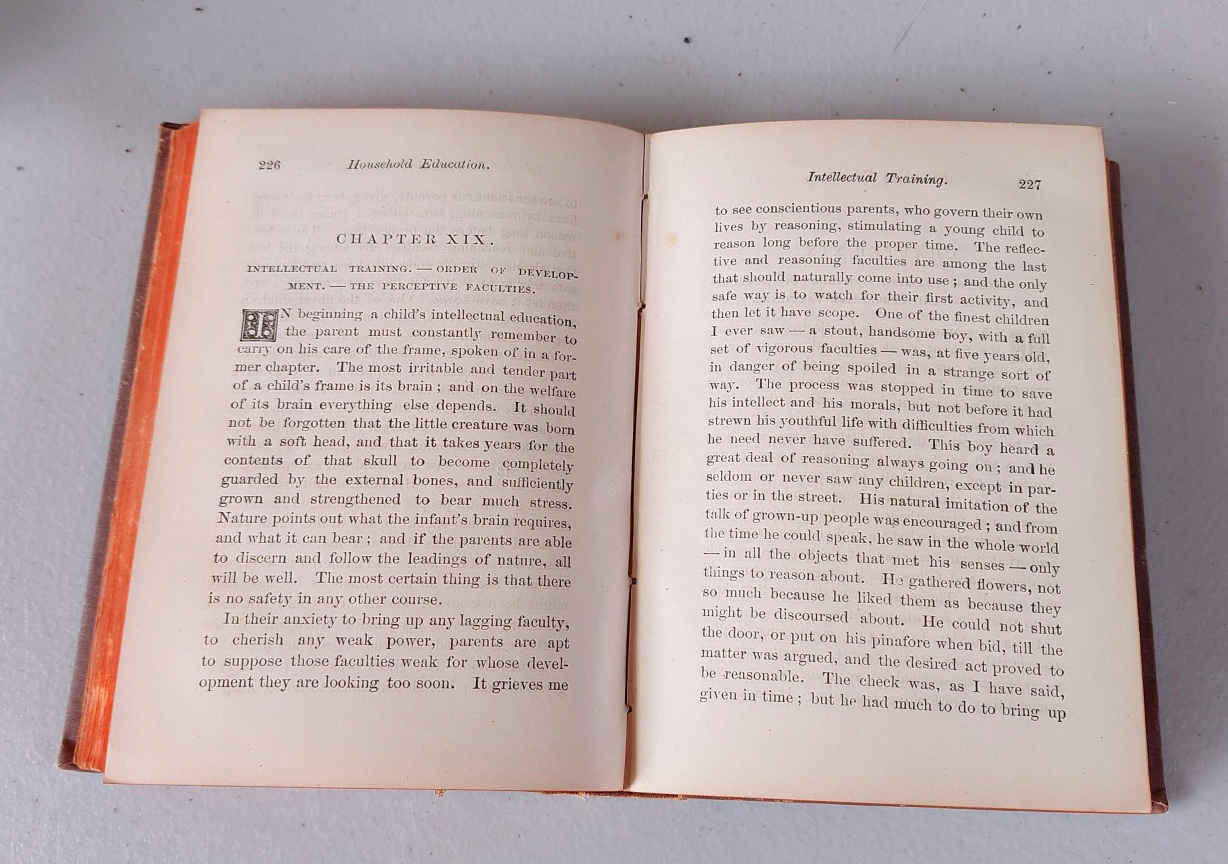 226 Household Education.
CHAPTER XIX.
INTELLECTUAL TRAINING. — ORDER OF DEVELOP-
MENT. — THE PERCEPTIVE FACULTIES.
IN beginning a child's intellectual education,
the parent must constantly remember to
carry on his care of the frame, spoken of in a for-
mer chapter. The most irritable and tender part
of a child's frame is its brain; and on the welfare
of its brain everything else depends. It should
not be forgotten that the little creature was born
with a soft head, and that it takes years for the
contents of that skull to become completely
guarded by the external bones, and sufficiently
grown and strengthened to bear much stress.
Nature points out what the infant's brain requires,
and what it can bear; and if the parents are able
to discern and follow the leadings of nature, all
will be well. The most certain thing is that there
is no safety in any other course.
In their anxiety to bring up any lagging faculty,
to cherish any weak power, parents are apt
to suppose those faculties weak for whose devel-
opment they are looking too soon. It grieves me
Intellectual Training. 227
to see conscientious parents, who govern their own
lives by reasoning, stimulating a young child to
reason long before the proper time. The reflec-
tive and reasoning faculties are among the last
that should naturally come into use; and the only
safe way is to watch for their first activity, and
then let it have scope. One of the finest children
I ever saw — a stout, handsome boy, with a full
set of vigorous faculties — was, at five years old,
in danger of being spoiled in a strange sort of
way. The process was stopped in time to save
his intellect and his morals, but not before it had
strewn his youthful life with difficulties from which
he need never have suffered. This boy heard a
great deal of reasoning always going on; and he
seldom or never saw any children, except in par-
ties or in the street. His natural imitation of the
talk of grown-up people was encouraged; and from
the time he could speak, he saw in the whole world
— in all the objects that met his senses — only
things to reason about. He gathered flowers, not
so much because he liked them as because they
might be discoursed about. He could not shut
the door, or put on his pinafore when bid, till the
matter was argued, and the desired act proved to
be reasonable. The check was, as I have said,
given in time; but he had much to do to bring up